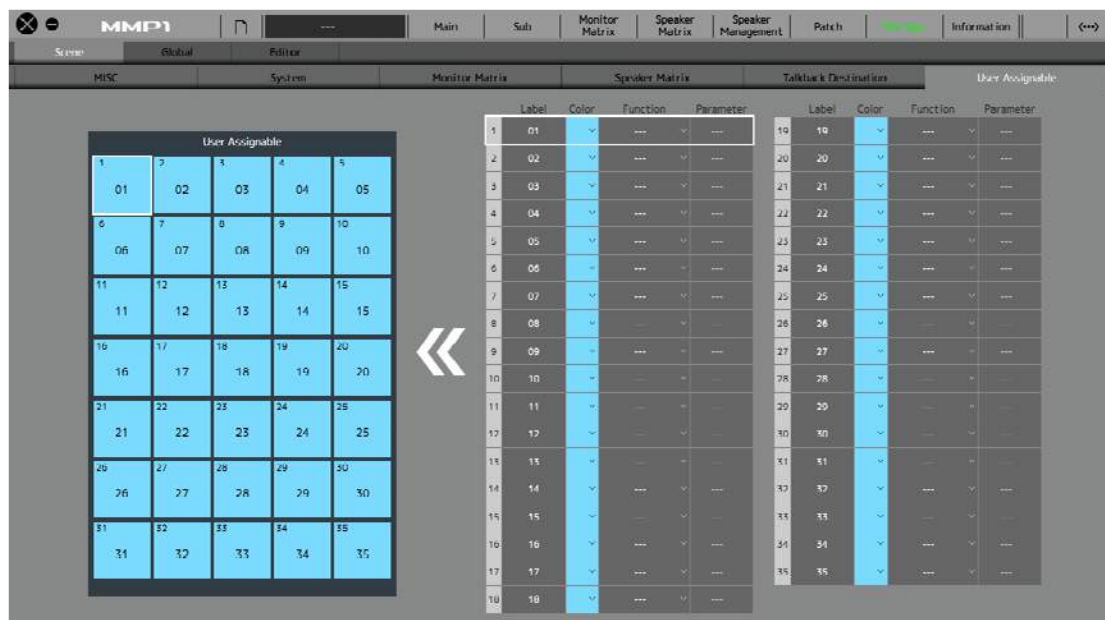 MMP1 --- Main Sub Monitor Matrix Speaker Matrix Speaker Management Patch Information
Scene Global Editor
MISC System Monitor Matrix Speaker Matrix Talkback Destination User Assignable
Label Color Function Parameter Label Color Function Parameter
User Assignable
1 2 3 4 5
01 02 03 04 05
6 7 8 9 10
06 07 08 09 10
11 12 13 14 15
11 12 13 14 15
16 17 18 19 20
16 17 18 19 20
21 22 23 24 25
21 22 23 24 25
26 27 28 29 30
26 27 28 29 30
31 32 33 34 35
31 32 33 34 35
1 01 --- ---
2 02 --- ---
3 03 --- ---
4 04 --- ---
5 05 --- ---
6 06 --- ---
7 07 --- ---
8 08 --- ---
9 09 --- ---
10 10 --- ---
11 11 --- ---
12 12 --- ---
13 13 --- ---
14 14 --- ---
15 15 --- ---
16 16 --- ---
17 17 --- ---
18 18 --- ---
19 19 --- ---
20 20 --- ---
21 21 --- ---
22 22 --- ---
23 23 --- ---
24 24 --- ---
25 25 --- ---
26 26 --- ---
27 27 --- ---
28 28 --- ---
29 29 --- ---
30 30 --- ---
31 31 --- ---
32 32 --- ---
33 33 --- ---
34 34 --- ---
35 35 --- ---